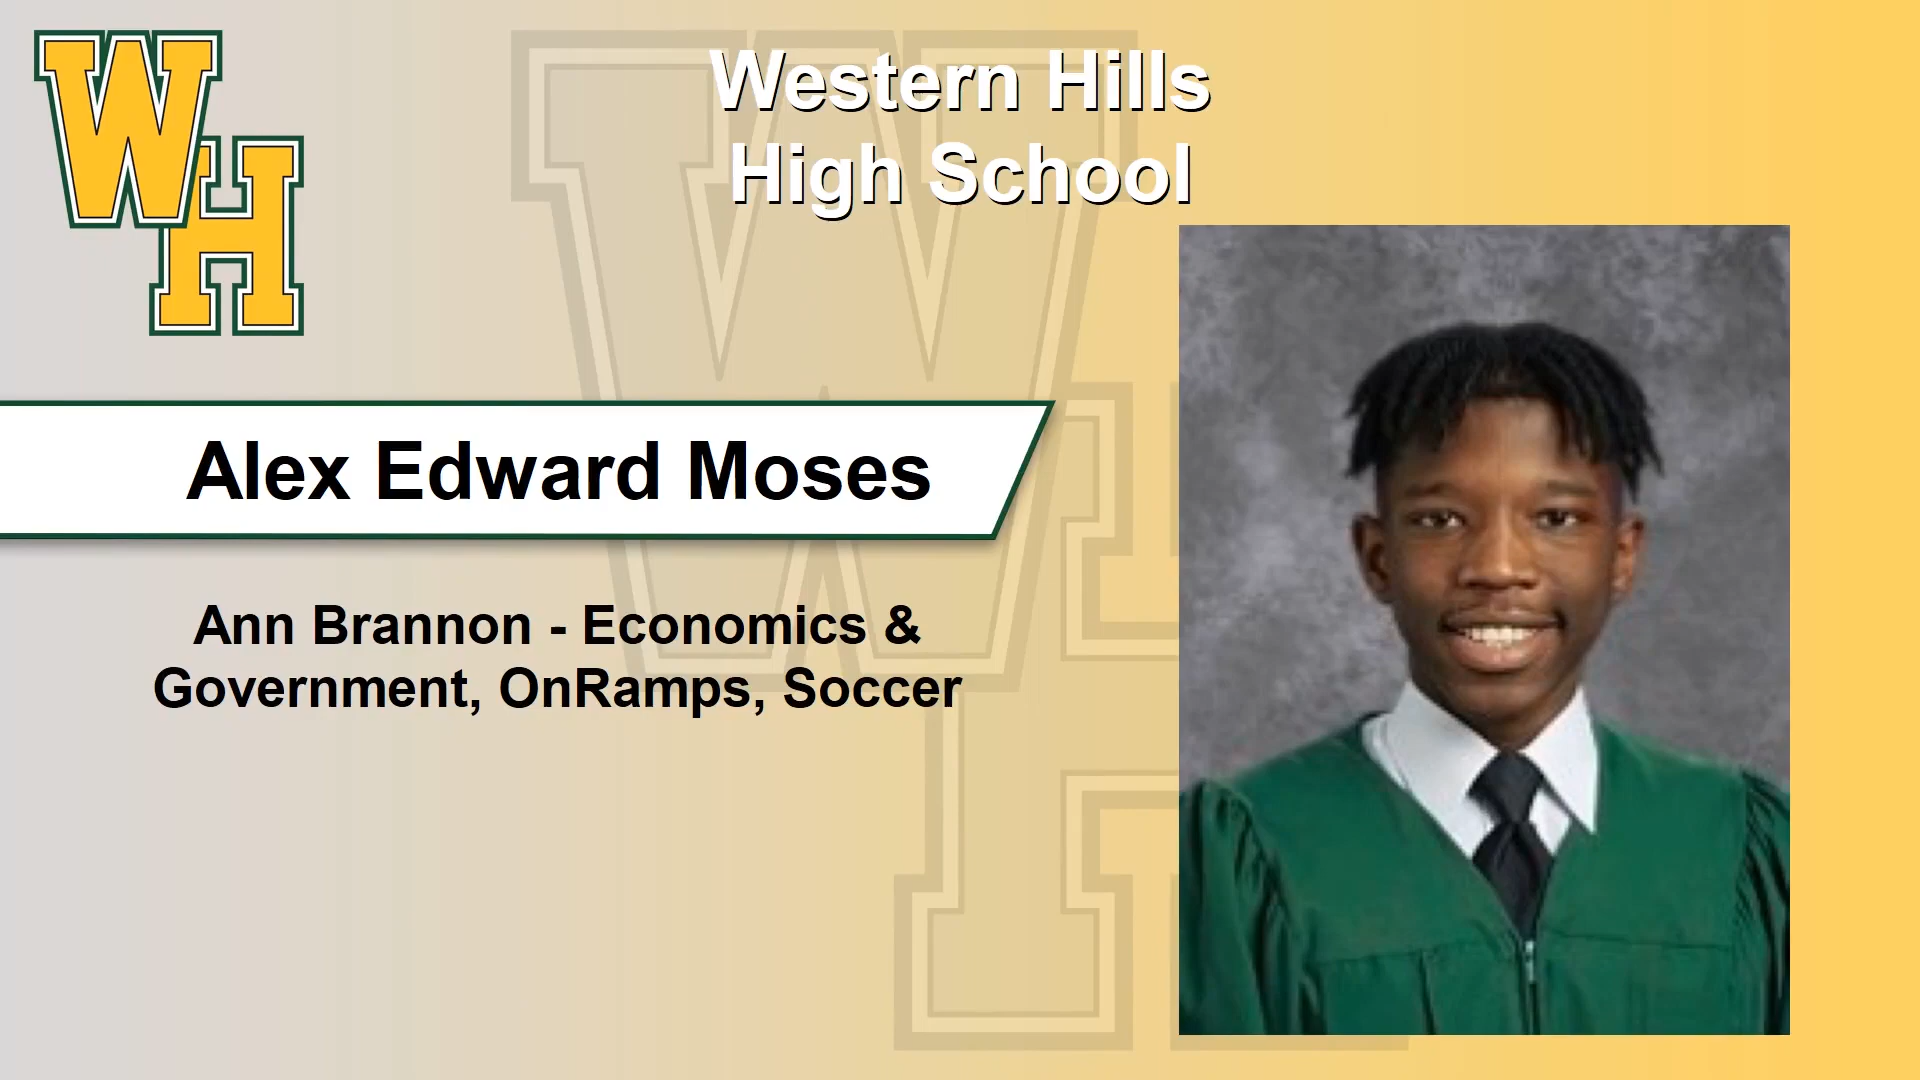 WH
Western Hills
High School
Alex Edward Moses
Ann Brannon - Economics &
Government, OnRamps, Soccer